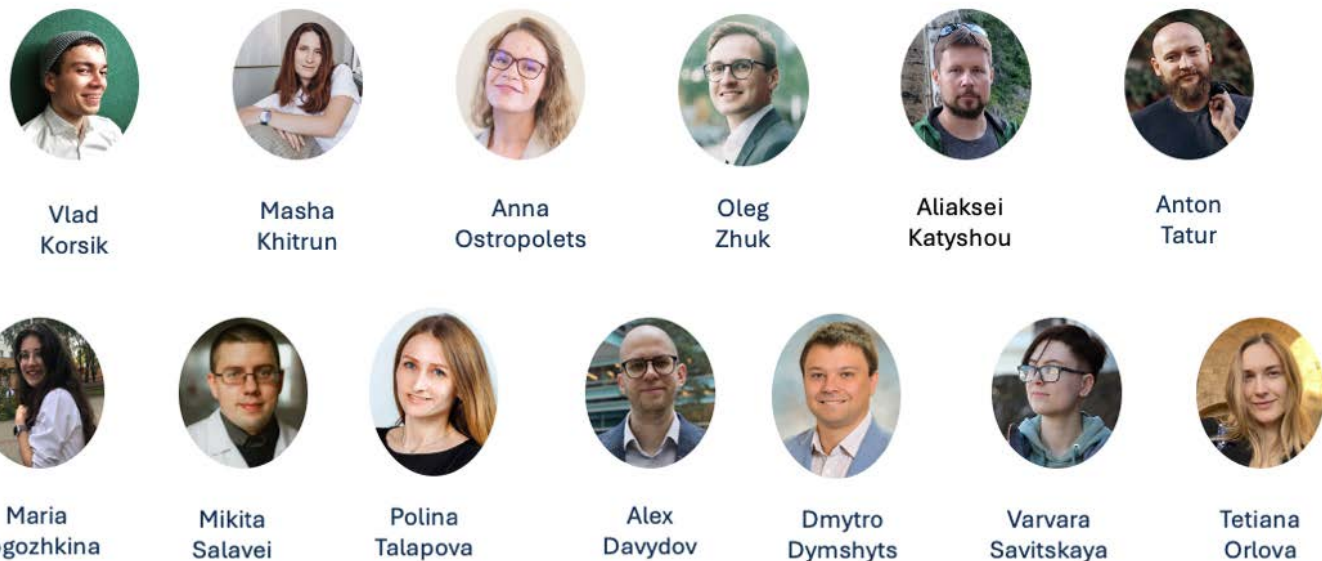 Vlad
Korsik
Masha
Khitrun
Anna
Ostropolets
Oleg
Zhuk
Aliaksei
Katyshou
Anton
Tatur
Maria
gozhkina
Mikita
Salavei
Polina
Talapova
Alex
Davydov
Dmytro
Dymshyts
Varvara
Savitskaya
Tetiana
Orlova